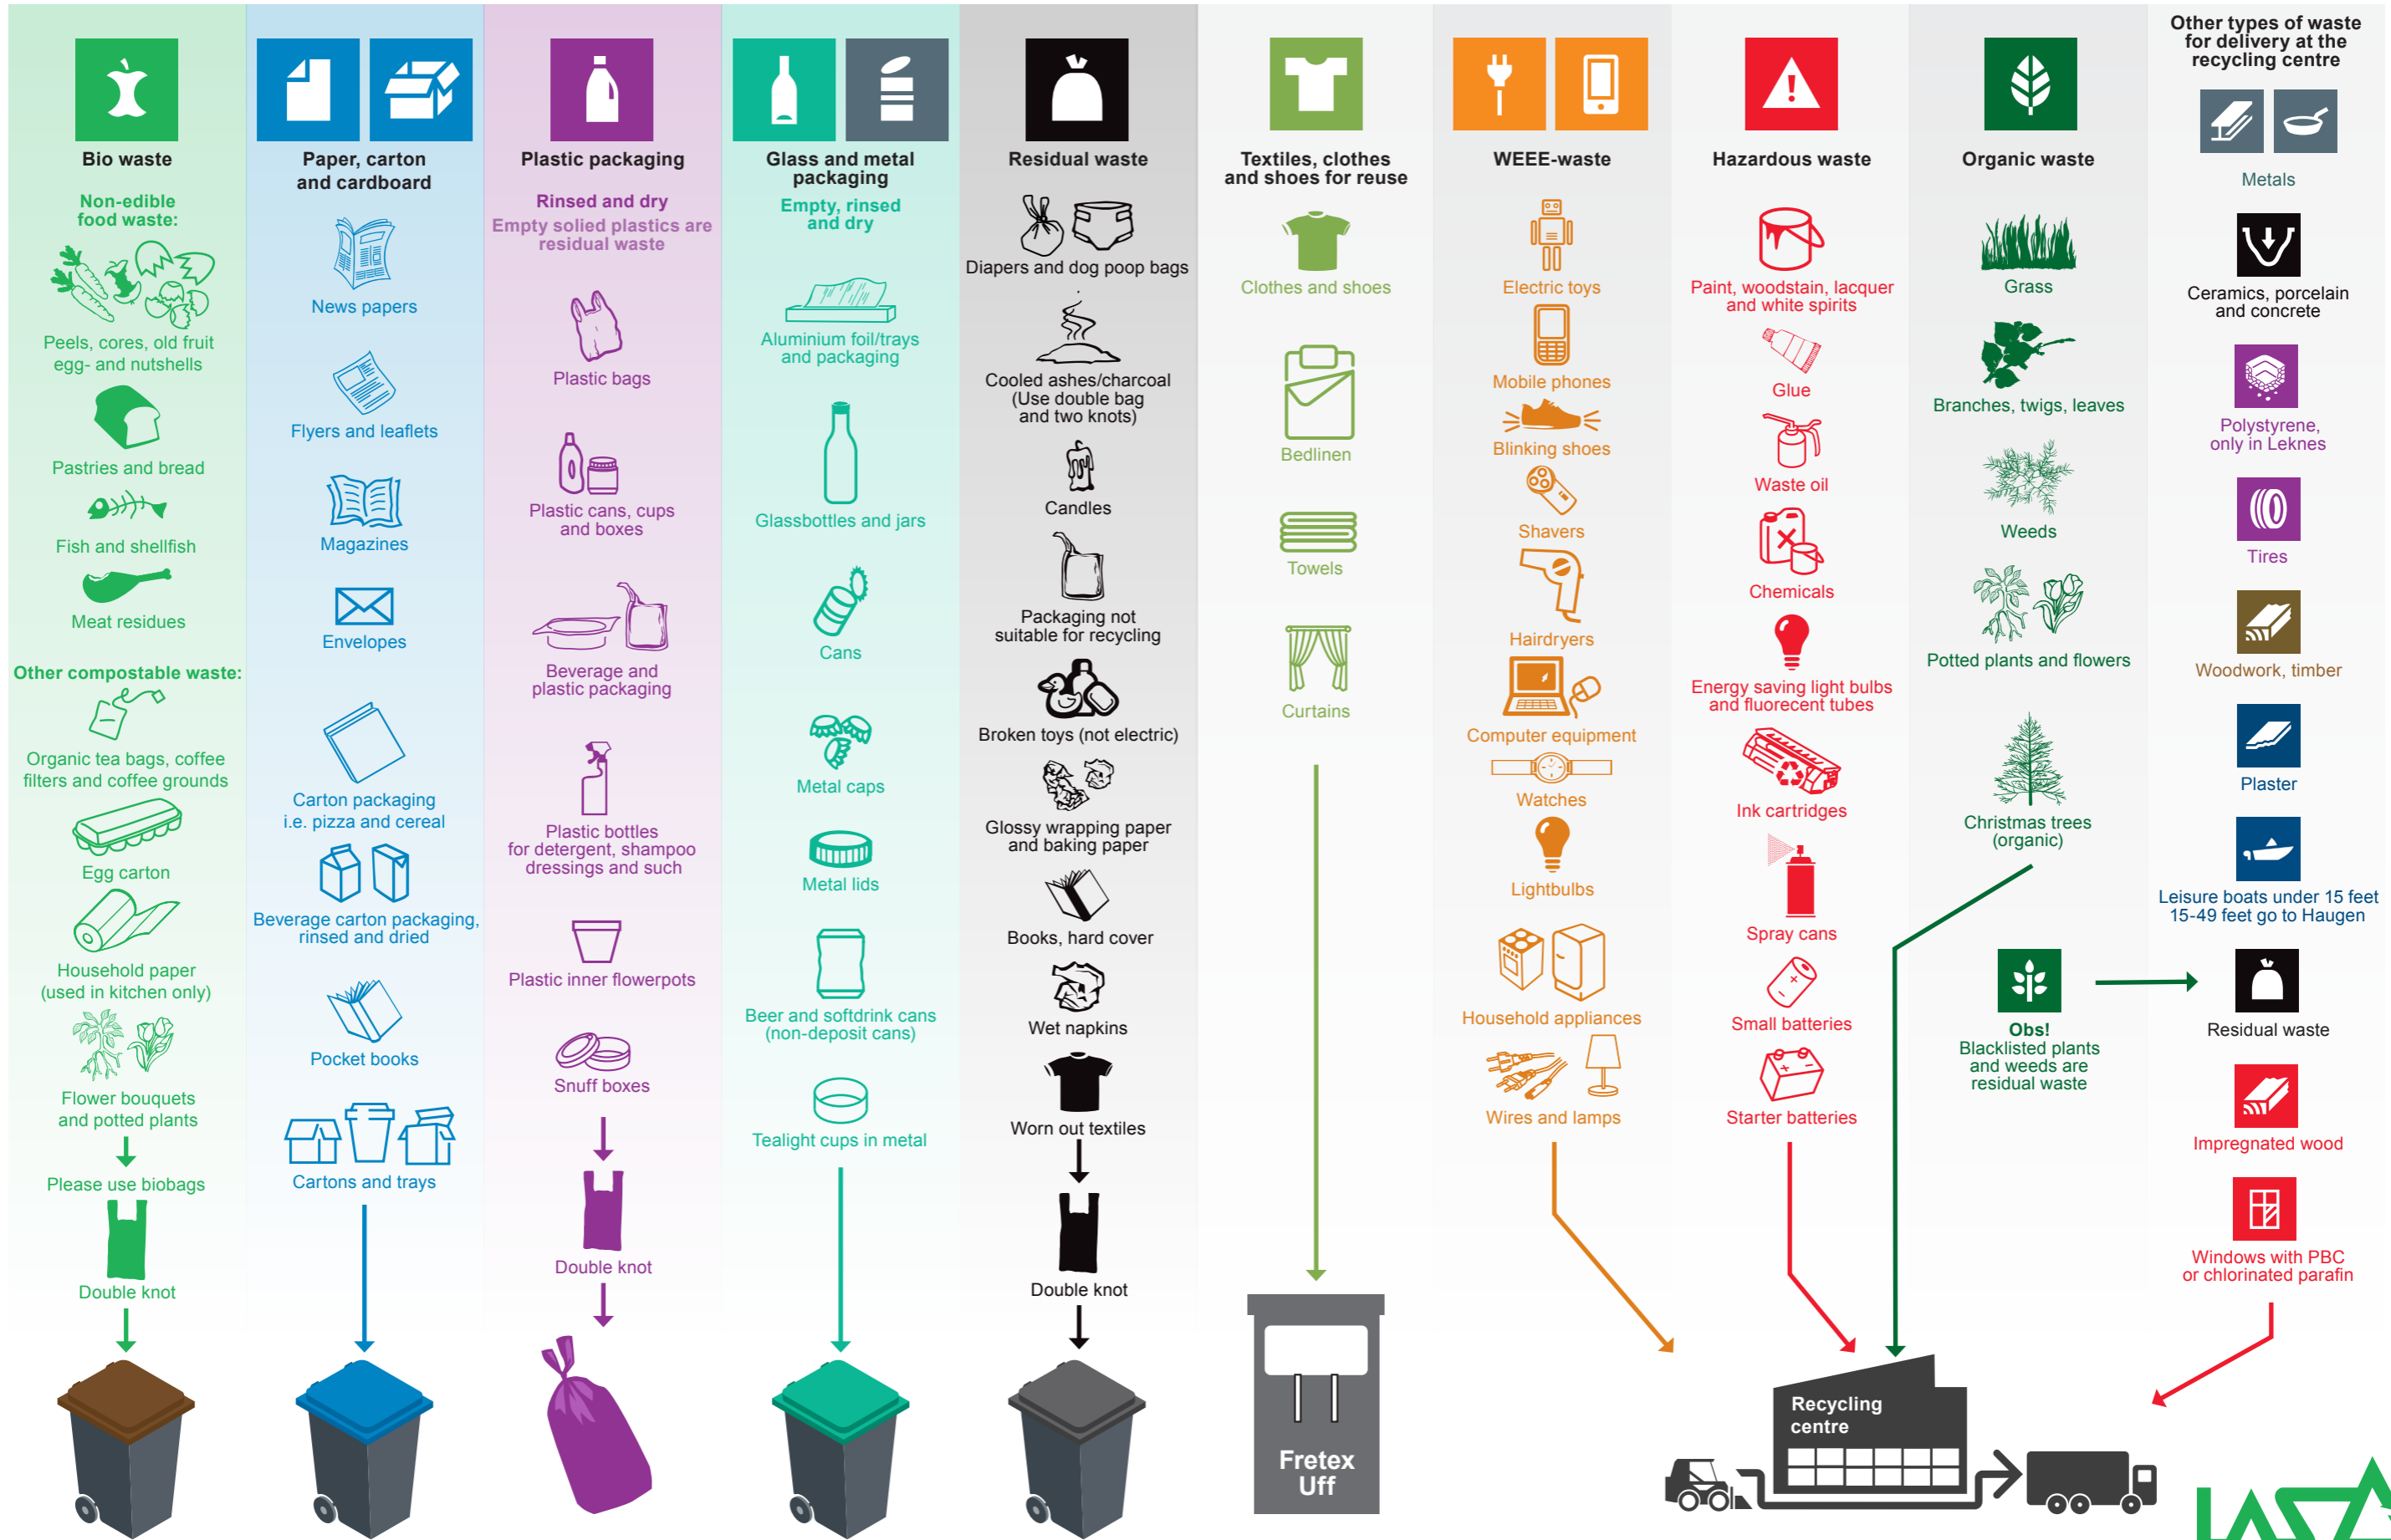 Bio waste
Non-edible
food waste:
Peels, cores, old fruit
egg- and nutshells
Pastries and bread
Fish and shellfish
Meat residues
Other compostable waste:
Organic tea bags, coffee
filters and coffee grounds
Egg carton
Household paper
(used in kitchen only)
Flower bouquets
and potted plants
Please use biobags
Double knot
Paper, carton
and cardboard
News papers
Flyers and leaflets
Magazines
Envelopes
Carton packaging
i.e. pizza and cereal
Beverage carton packaging,
rinsed and dried
Pocket books
Cartons and trays
Plastic packaging
Rinsed and dry
Empty solied plastics are
residual waste
Plastic bags
Plastic cans, cups
and boxes
Beverage and
plastic packaging
Plastic bottles
for detergent, shampoo
dressings and such
Plastic inner flowerpots
Snuff boxes
Double knot
Glass and metal
packaging
Empty, rinsed
and dry
Aluminium foil/trays
and packaging
Glassbottles and jars
Cans
Metal caps
Metal lids
Beer and softdrink cans
(non-deposit cans)
Tealight cups in metal
Residual waste
Diapers and dog poop bags
Cooled ashes/charcoal
(Use double bag
and two knots)
Candles
Packaging not
suitable for recycling
Broken toys (not electric)
Glossy wrapping paper
and baking paper
Books, hard cover
Wet napkins
Worn out textiles
Double knot
Textiles, clothes
and shoes for reuse
Clothes and shoes
Bedlinen
Towels
Curtains
Fretex
Uff
WEEE-waste
Electric toys
Mobile phones
Blinking shoes
Shavers
Hairdryers
Computer equipment
Watches
Lightbulbs
Household appliances
Wires and lamps
Hazardous waste
Paint, woodstain, lacquer
and white spirits
Glue
Waste oil
Chemicals
Energy saving light bulbs
and fluorecent tubes
Ink cartridges
Spray cans
Small batteries
Starter batteries
Organic waste
Grass
Branches, twigs, leaves
Weeds
Potted plants and flowers
Christmas trees
(organic)
Obs!
Blacklisted plants
and weeds are
residual waste
Recycling
centre
Other types of waste
for delivery at the
recycling centre
Metals
Ceramics, porcelain
and concrete
Polystyrene,
only in Leknes
Tires
Woodwork, timber
Plaster
Leisure boats under 15 feet
15-49 feet go to Haugen
Residual waste
Impregnated wood
Windows with PBC
or chlorinated parafin